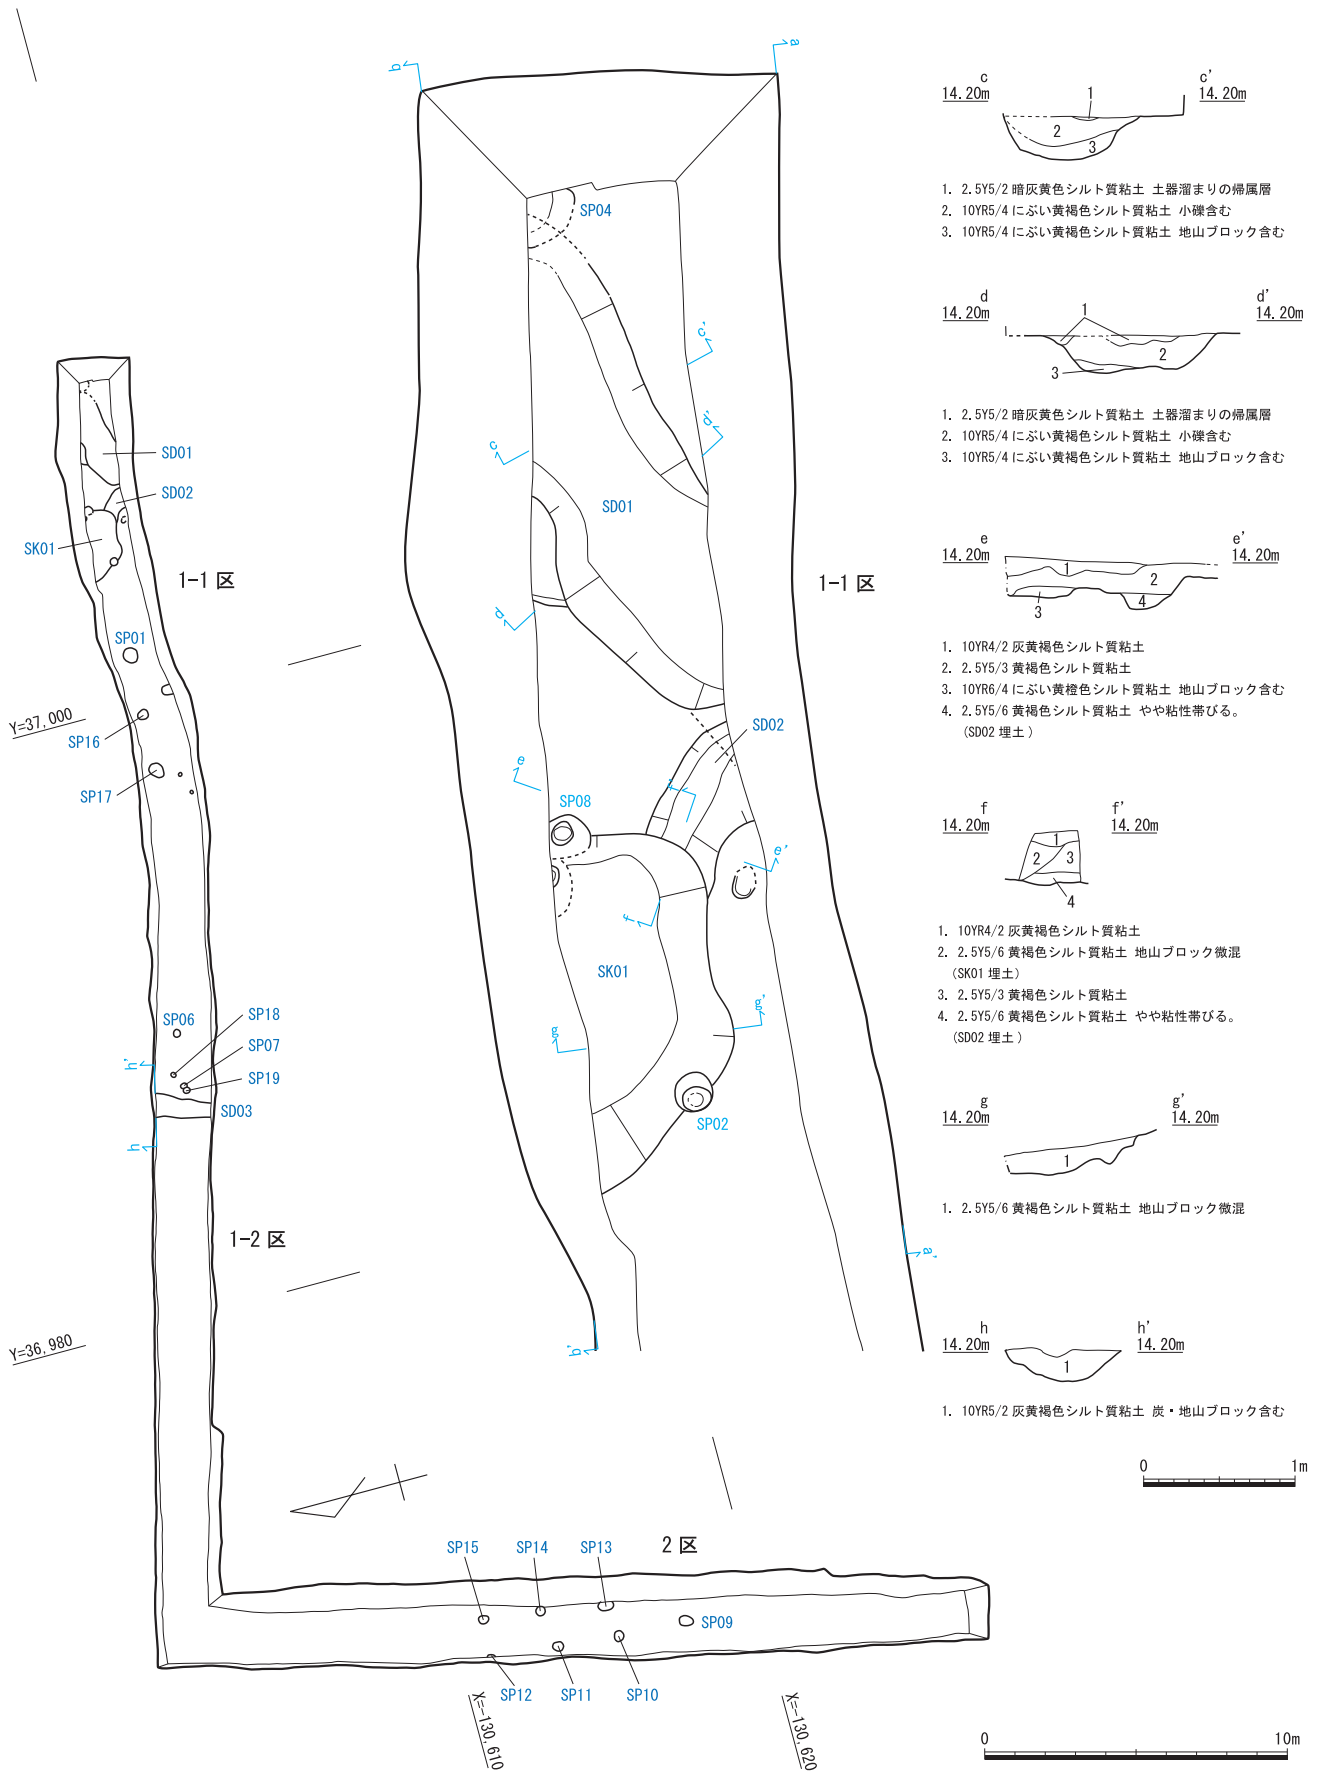 b
a
SP04
c'
d'
c
SD01
d
SD02
e
f'
SP08
e'
f
SK01
g'
g
SP02
a'
b'
1-1 区
SD01
SD02
SK01
1-1 区
SP01
Y=37,000
SP16
SP17
SP06
SP18
SP07
SP19
h'
SD03
h
1-2 区
Y=36,980
2 区
SP15
SP14
SP13
SP09
SP12
SP11
SP10
X=-130,610
X=-130,620
c
14.20m
c'
14.20m
1
2
3
1. 2.5Y5/2 暗灰黄色シルト質粘土 土器溜まりの帰属層
2. 10YR5/4 にぶい黄褐色シルト質粘土 小礫含む
3. 10YR5/4 にぶい黄褐色シルト質粘土 地山ブロック含む
d
14.20m
d'
14.20m
1
2
3
1. 2.5Y5/2 暗灰黄色シルト質粘土 土器溜まりの帰属層
2. 10YR5/4 にぶい黄褐色シルト質粘土 小礫含む
3. 10YR5/4 にぶい黄褐色シルト質粘土 地山ブロック含む
e
14.20m
e'
14.20m
1
2
3
4
1. 10YR4/2 灰黄褐色シルト質粘土
2. 2.5Y5/3 黄褐色シルト質粘土
3. 10YR6/4 にぶい黄橙色シルト質粘土 地山ブロック含む
4. 2.5Y5/6 黄褐色シルト質粘土 やや粘性帯びる。
(SD02 埋土)
f
14.20m
f'
14.20m
1
2
3
4
1. 10YR4/2 灰黄褐色シルト質粘土
2. 2.5Y5/6 黄褐色シルト質粘土 地山ブロック微混
(SK01 埋土)
3. 2.5Y5/3 黄褐色シルト質粘土
4. 2.5Y5/6 黄褐色シルト質粘土 やや粘性帯びる。
(SD02 埋土)
g
14.20m
g'
14.20m
1
1. 2.5Y5/6 黄褐色シルト質粘土 地山ブロック微混
h
14.20m
h'
14.20m
1
1. 10YR5/2 灰黄褐色シルト質粘土 炭・地山ブロック含む
0 1m
0 10m